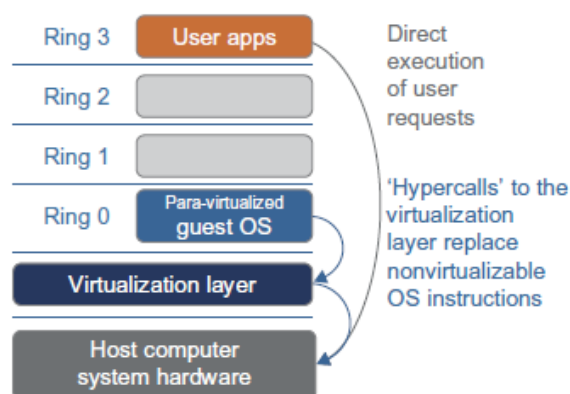 Ring 3
User apps
Ring 2
Ring 1
Ring 0
Para-virtualized
guest OS
Virtualization layer
Host computer
system hardware
Direct
execution
of user
requests
‘Hypercalls’ to the
virtualization
layer replace
nonvirtualizable
OS instructions